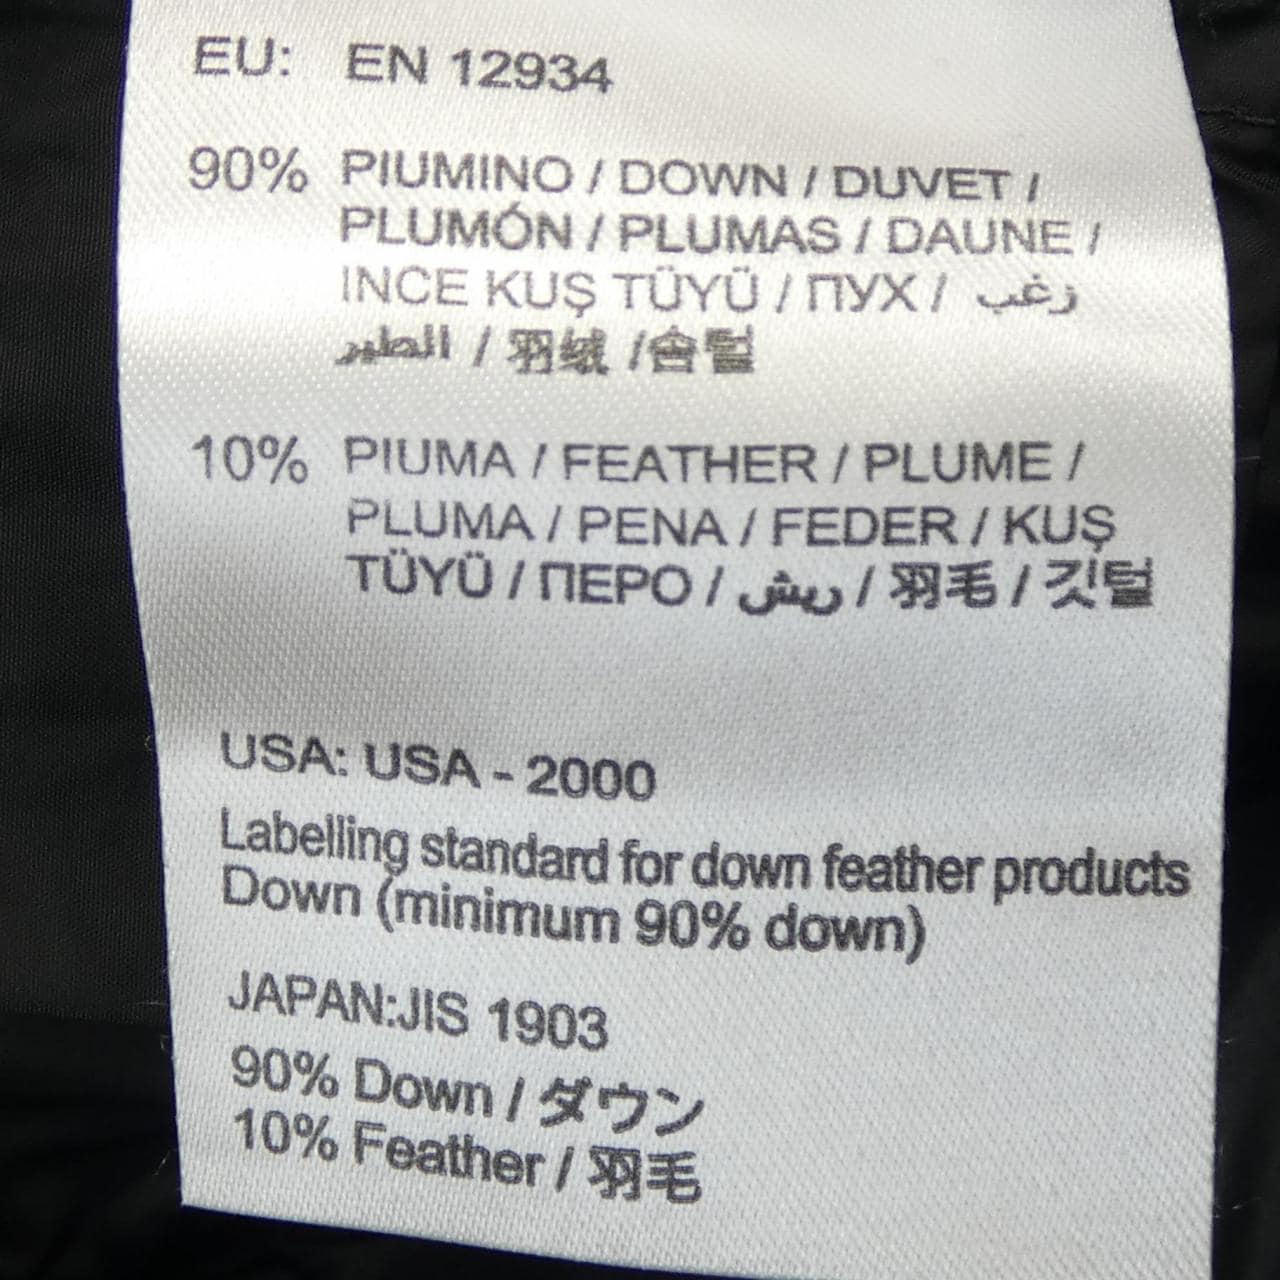 EU: EN 12934
90% PIUMINO / DOWN / DUVET /
PLUMÓN / PLUMAS / DAUNE /
INCE KUŞ TÜYÜ / ПУХ / زغب
الطير / 羽绒 /솜털
10% PIUMA / FEATHER / PLUME /
PLUMA / PENA / FEDER / KUŞ
TÜYÜ / ПЕРО / ريش / 羽毛 / 깃털
USA: USA - 2000
Labelling standard for down feather products
Down (minimum 90% down)
JAPAN:JIS 1903
90% Down / ダウン
10% Feather / 羽毛